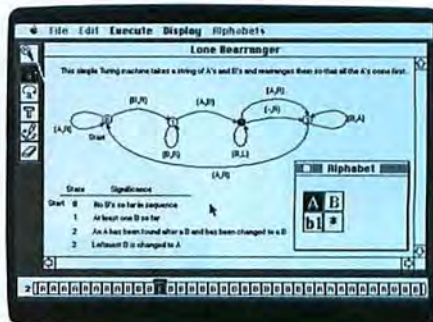 File Edit Execute Display Alphabets
Lone Rearranger
This simple Turing machine takes a string of A's and B's and rearranges them so that all the A's come first.
[A,R]
[B,R]
[A,B]
[A,R]
[-,R]
[B,A]
[A,R]
Start
[B,R]
[B,L]
State Significance
Start 0 No B's so far in sequence
1 At least one B so far
2 An A has been found after a B and has been changed to a B
3 Leftmost B is changed to A
Alphabet
A B
bl *
2